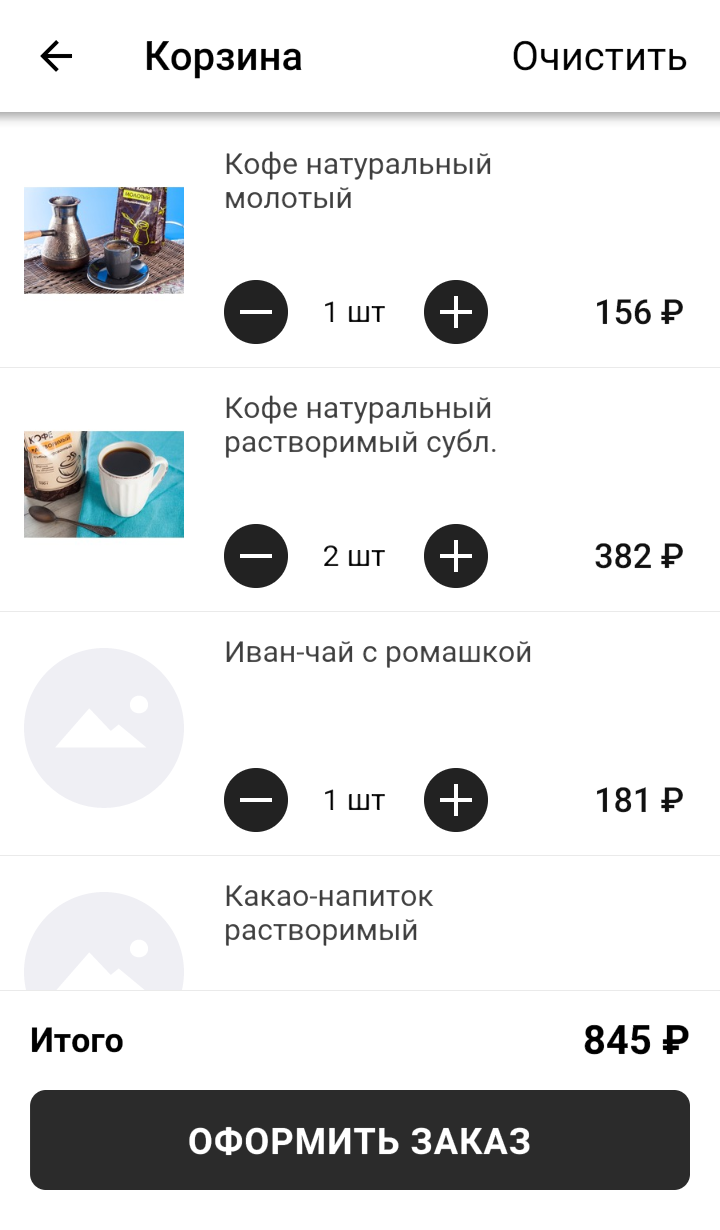 Корзина
Очистить
Кофе натуральный
молотый
1 шт
156 ₽
Кофе натуральный
растворимый субл.
2 шт
382 ₽
Иван-чай с ромашкой
1 шт
181 ₽
Какао-напиток
растворимый
Итого
845 ₽
ОФОРМИТЬ ЗАКАЗ